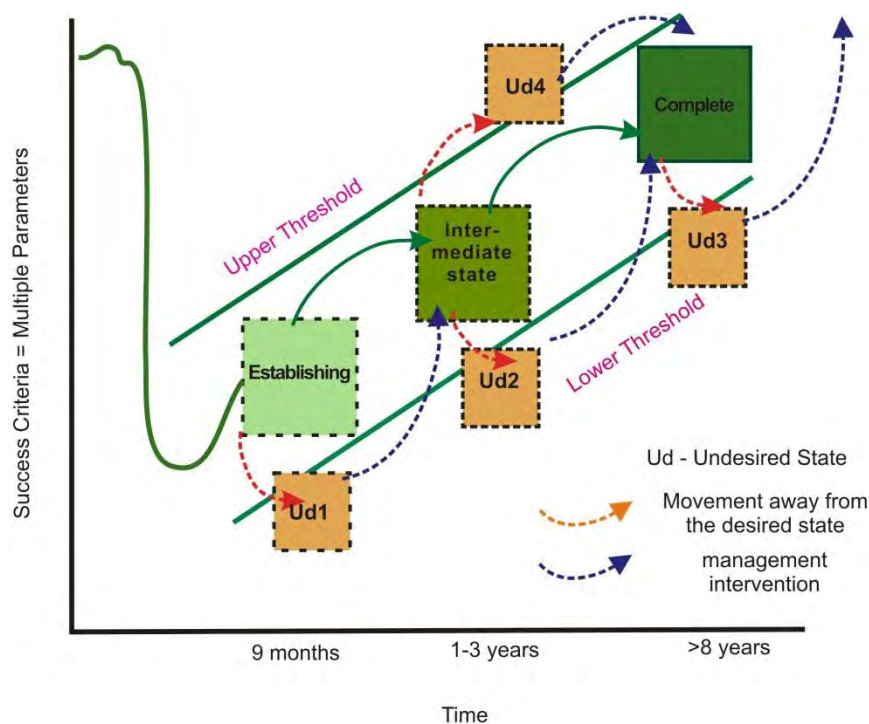 Success Criteria = Multiple Parameters
Upper Threshold
Ud4
Complete
Inter-
mediate
state
Ud3
Establishing
Ud2
Lower Threshold
Ud1
Ud - Undesired State
Movement away from
the desired state
management
intervention
9 months
1-3 years
>8 years
Time